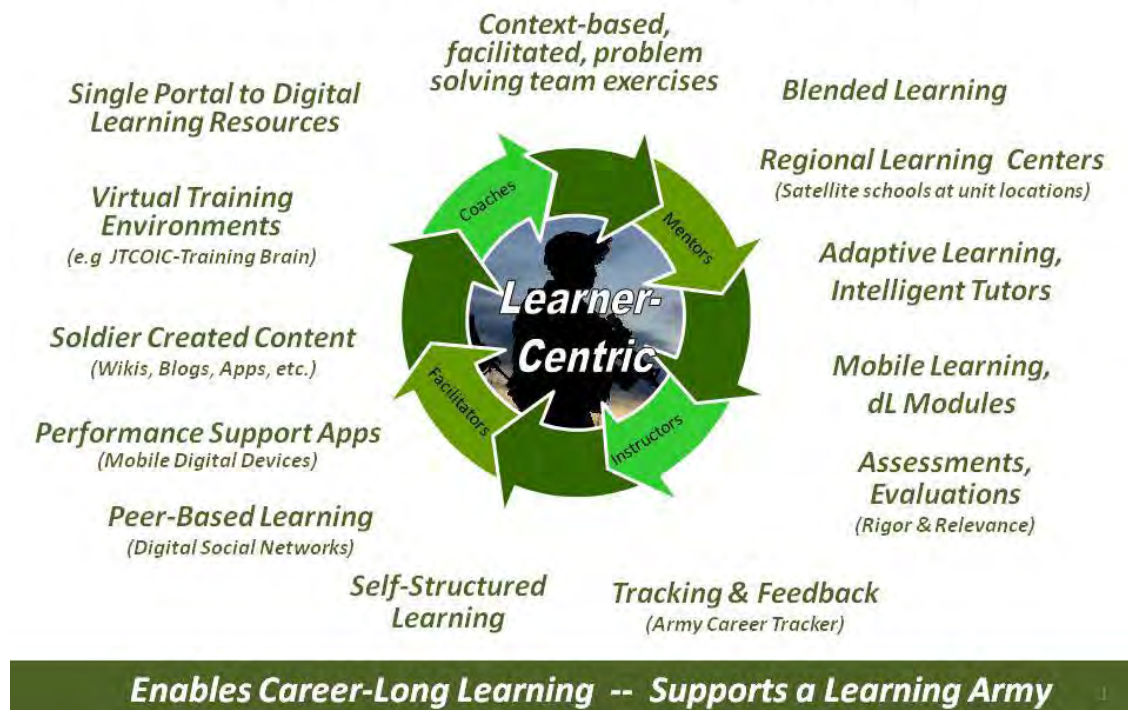 Context-based,
facilitated, problem
solving team exercises
Single Portal to Digital
Learning Resources
Blended Learning
Regional Learning Centers
(Satellite schools at unit locations)
Virtual Training
Environments
(e.g JTCOIC-Training Brain)
Adaptive Learning,
Intelligent Tutors
Soldier Created Content
(Wikis, Blogs, Apps, etc.)
Mobile Learning,
dL Modules
Performance Support Apps
(Mobile Digital Devices)
Assessments,
Evaluations
(Rigor & Relevance)
Peer-Based Learning
(Digital Social Networks)
Self-Structured
Learning
Tracking & Feedback
(Army Career Tracker)
Coaches
Mentors
Learner-
Centric
Facilitators
Instructors
Enables Career-Long Learning -- Supports a Learning Army
1